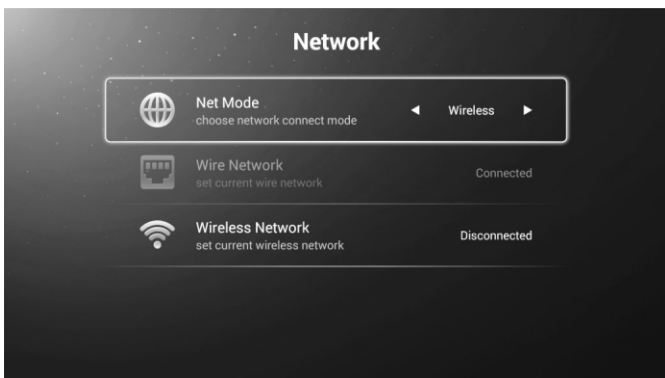 Network
Net Mode
choose network connect mode
Wireless
Wire Network
set current wire network
Connected
Wireless Network
set current wireless network
Disconnected